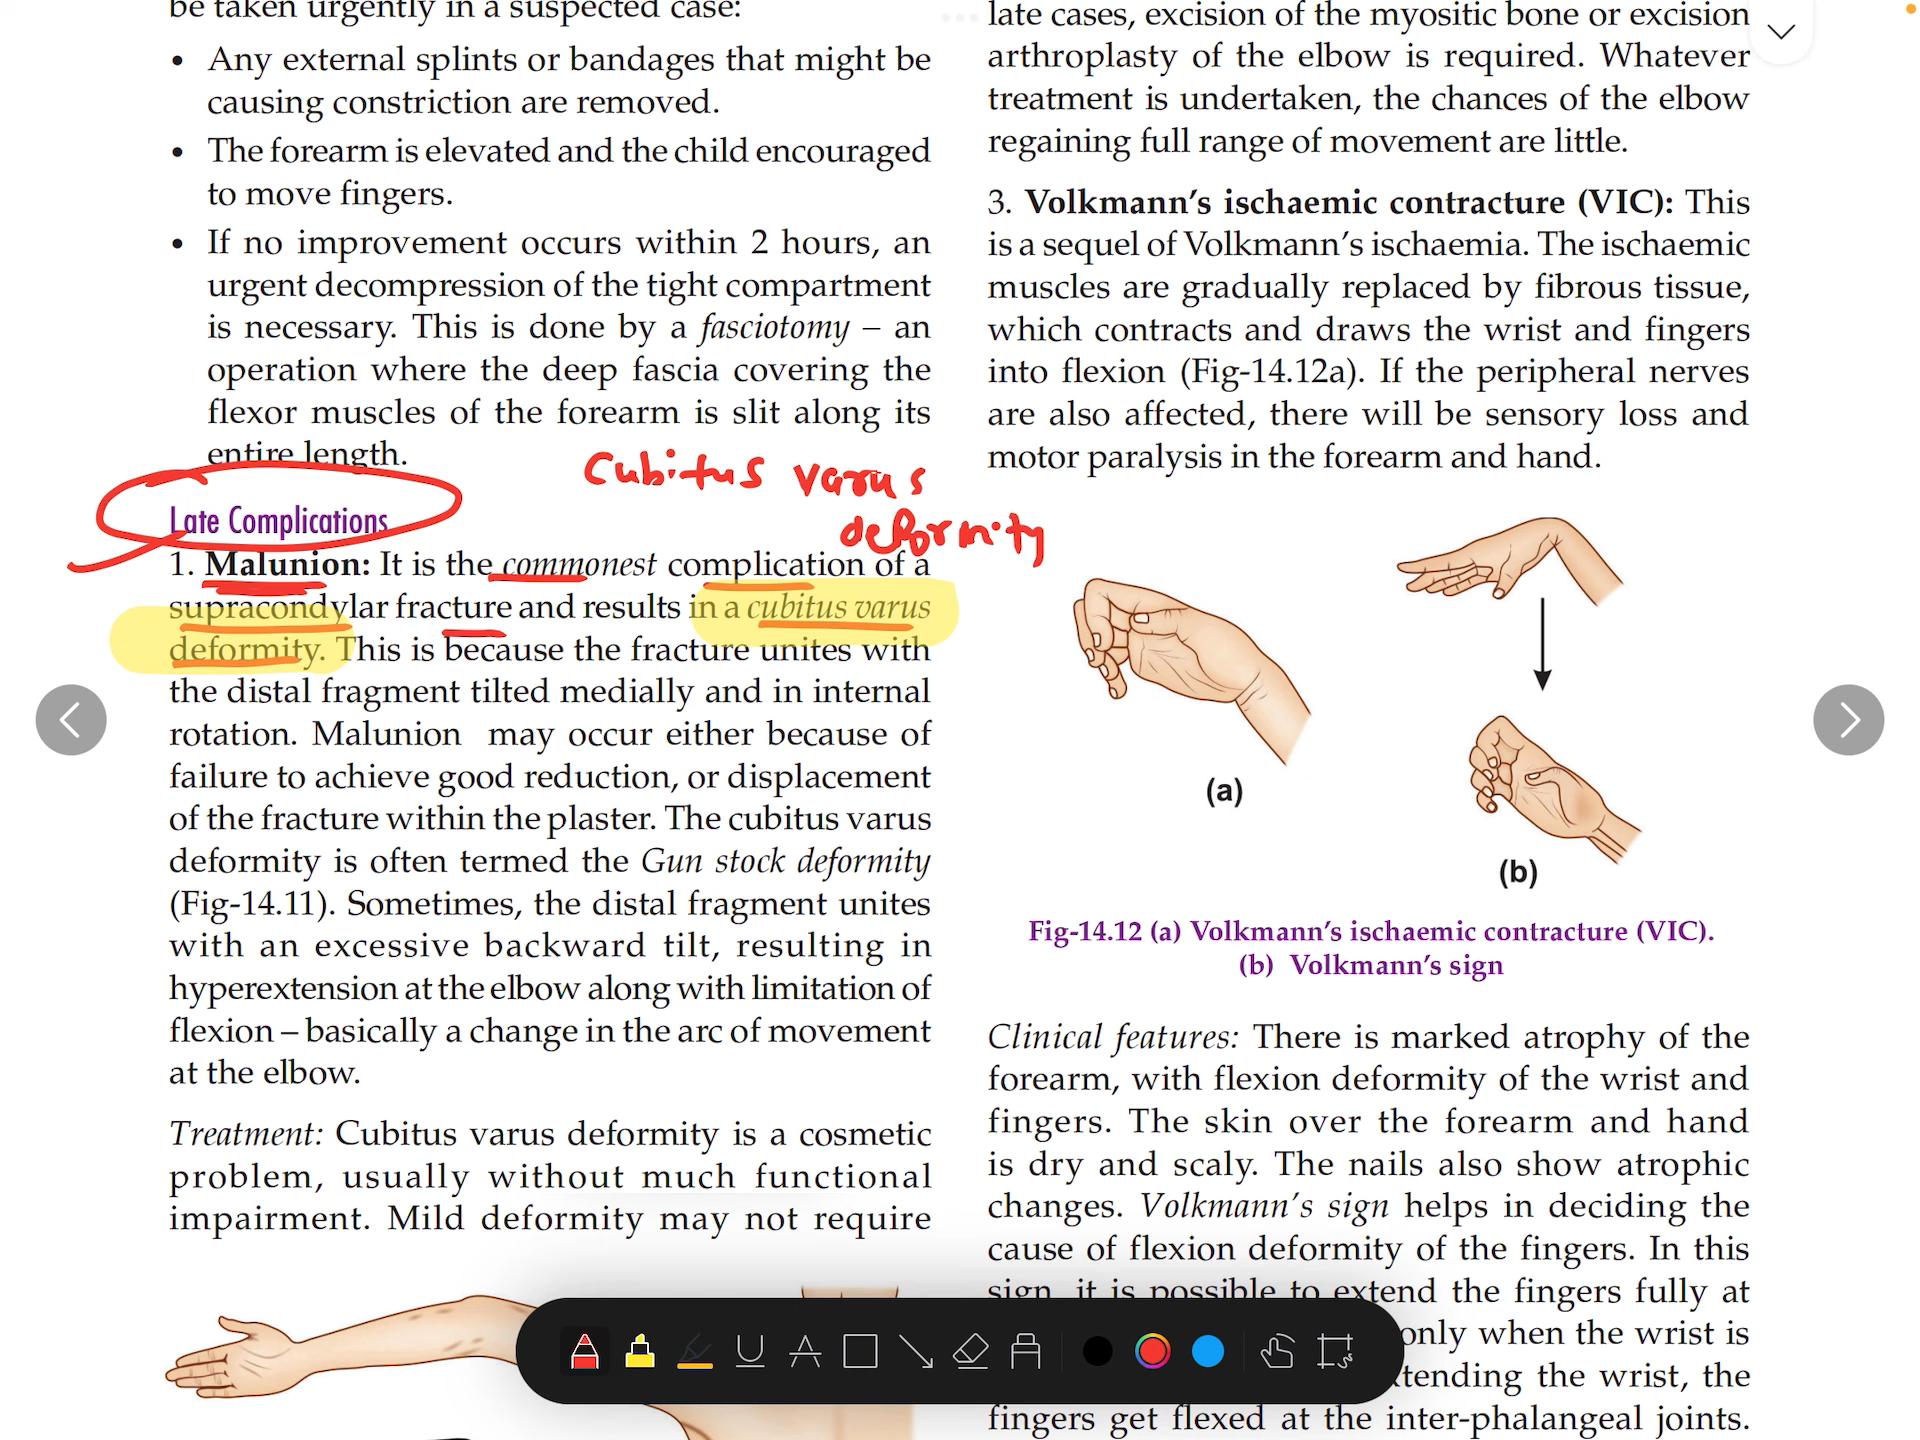 be taken urgently in a suspected case:
• Any external splints or bandages that might be
causing constriction are removed.
• The forearm is elevated and the child encouraged
to move fingers.
• If no improvement occurs within 2 hours, an
urgent decompression of the tight compartment
is necessary. This is done by a fasciotomy – an
operation where the deep fascia covering the
flexor muscles of the forearm is slit along its
entire length.
Cubitus varus
deformity
Late Complications
1. Malunion: It is the commonest complication of a
supracondylar fracture and results in a cubitus varus
deformity. This is because the fracture unites with
the distal fragment tilted medially and in internal
rotation. Malunion may occur either because of
failure to achieve good reduction, or displacement
of the fracture within the plaster. The cubitus varus
deformity is often termed the Gun stock deformity
(Fig-14.11). Sometimes, the distal fragment unites
with an excessive backward tilt, resulting in
hyperextension at the elbow along with limitation of
flexion – basically a change in the arc of movement
at the elbow.
Treatment: Cubitus varus deformity is a cosmetic
problem, usually without much functional
impairment. Mild deformity may not require
late cases, excision of the myositic bone or excision
arthroplasty of the elbow is required. Whatever
treatment is undertaken, the chances of the elbow
regaining full range of movement are little.
3. Volkmann's ischaemic contracture (VIC): This
is a sequel of Volkmann's ischaemia. The ischaemic
muscles are gradually replaced by fibrous tissue,
which contracts and draws the wrist and fingers
into flexion (Fig-14.12a). If the peripheral nerves
are also affected, there will be sensory loss and
motor paralysis in the forearm and hand.
(a)
(b)
Fig-14.12 (a) Volkmann's ischaemic contracture (VIC).
(b) Volkmann's sign
Clinical features: There is marked atrophy of the
forearm, with flexion deformity of the wrist and
fingers. The skin over the forearm and hand
is dry and scaly. The nails also show atrophic
changes. Volkmann's sign helps in deciding the
cause of flexion deformity of the fingers. In this
sign, it is possible to extend the fingers fully at
only when the wrist is
tending the wrist, the
fingers get flexed at the inter-phalangeal joints.